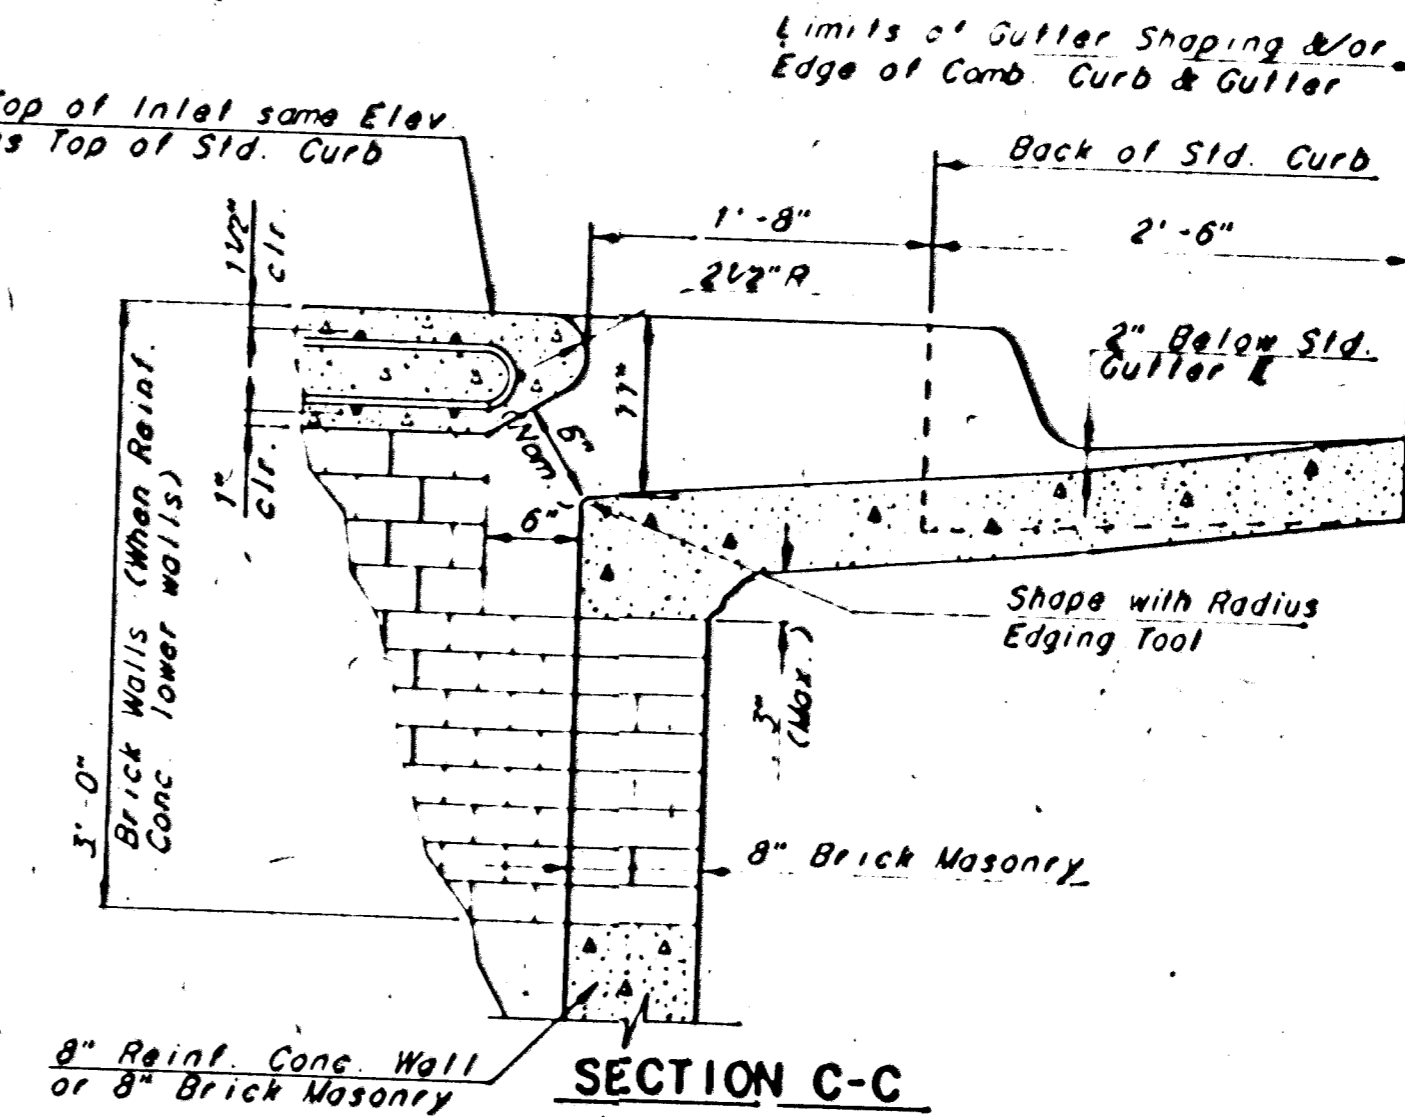 Limits of Gutter Shaping &/or
Edge of Comb. Curb & Gutter
Top of Inlet same Elev.
as Top of Std. Curb
Back of Std. Curb
1'-8"
2'-6"
1 1/2"
clr.
2 1/2" R
2" Below Std.
Gutter ℄
11"
6"
(Nom.)
6"
1"
clr.
3'-0"
Brick Walls (When Reinf.
Conc. lower walls)
Shape with Radius
Edging Tool
3"
(Max.)
8" Brick Masonry
8" Reinf. Conc. Wall
or 8" Brick Masonry
SECTION C-C